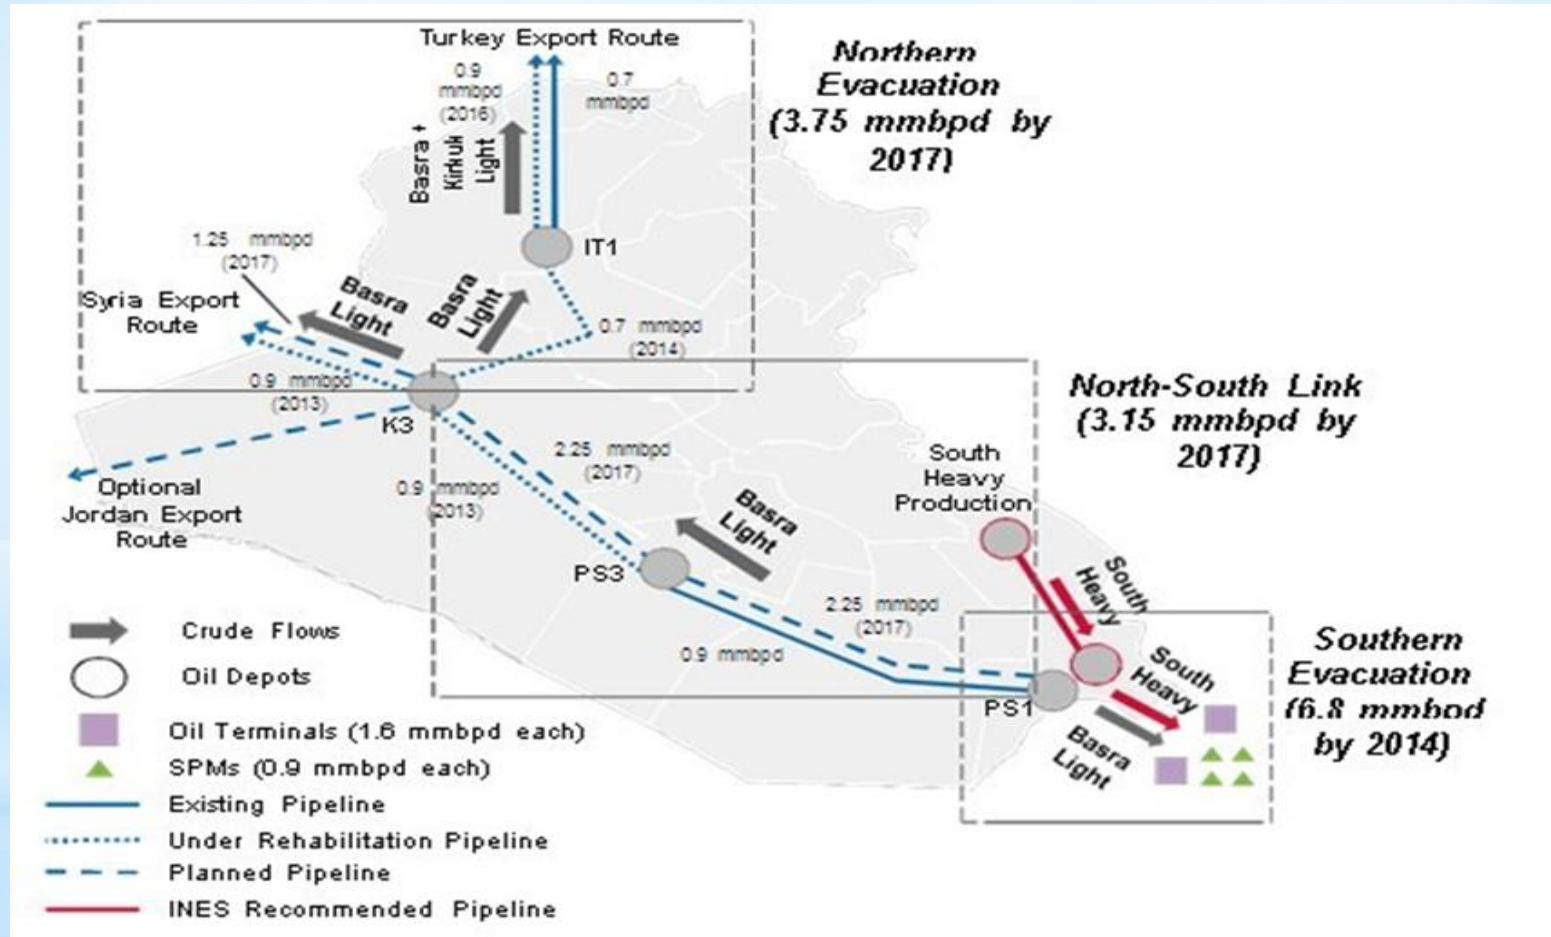 Turkey Export Route
0.9
mmbpd
(2016)
0.7
mmbpd
Basra +
Kirkuk
Light
Northern
Evacuation
(3.75 mmbpd by
2017)
IT1
1.25 mmbpd
(2017)
Syria Export
Route
Basra
Light
Basra
Light
0.7 mmbpd
(2014)
0.9 mmbpd
(2013)
K3
North-South Link
(3.15 mmbpd by
2017)
2.25 mmbpd
(2017)
South
Heavy
Production
0.9 mmbpd
(2013)
Optional
Jordan Export
Route
Basra
Light
PS3
South
Heavy
2.25 mmbpd
(2017)
0.9 mmbpd
Southern
Evacuation
(6.8 mmbpd
by 2014)
South
Heavy
PS1
Basra
Light
Crude Flows
Oil Depots
Oil Terminals (1.6 mmbpd each)
SPMs (0.9 mmbpd each)
Existing Pipeline
Under Rehabilitation Pipeline
Planned Pipeline
INES Recommended Pipeline